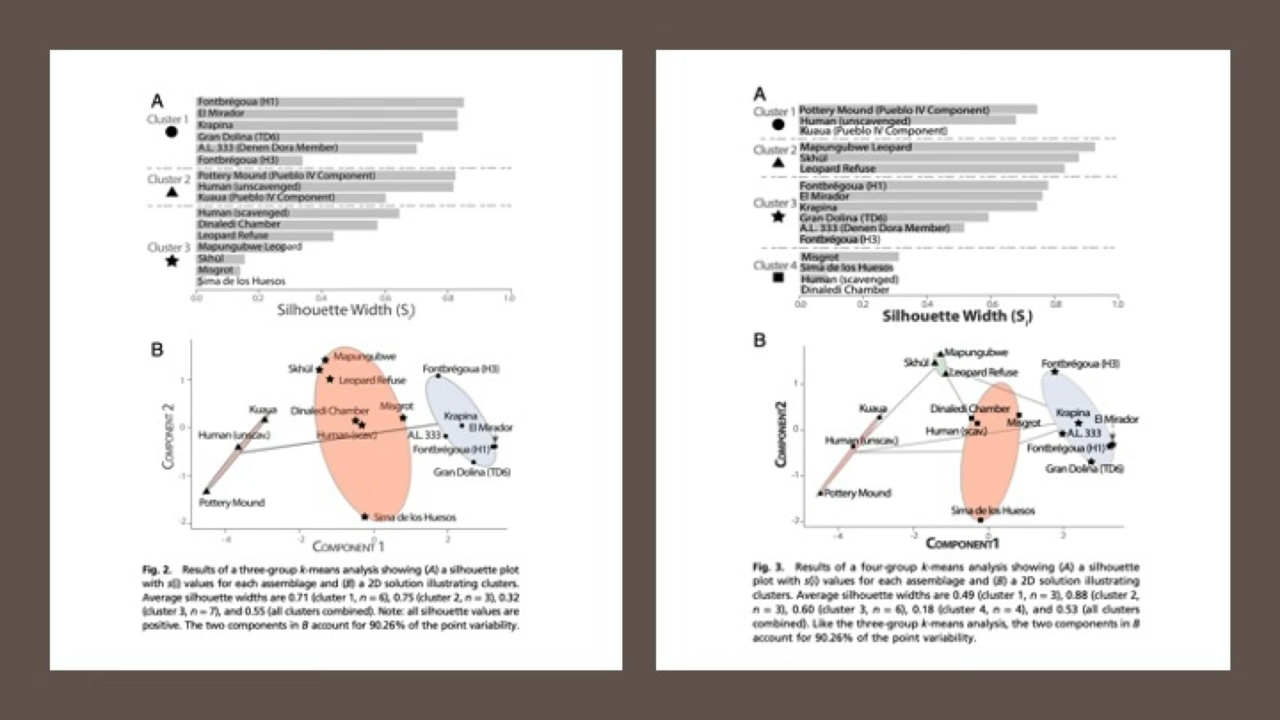 A
Cluster 1
Fontbrégoua (H1)
El Mirador
Krapina
Gran Dolina (TD6)
A.L. 333 (Denen Dora Member)
Fontbrégoua (H3)
Cluster 2
Pottery Mound (Pueblo IV Component)
Human (unscavenged)
Kuaua (Pueblo IV Component)
Cluster 3
Human (scavenged)
Dinaledi Chamber
Leopard Refuse
Mapungubwe Leopard
Skhūl
Misgrot
Sima de los Huesos
0.0 0.2 0.4 0.6 0.8 1.0
Silhouette Width (Si)
B
Mapungubwe
Skhūl
Leopard Refuse
Fontbrégoua (H3)
Kuaua
Dinaledi Chamber
Misgrot
Krapina
El Mirador
Human (unscav.)
Human (scav.)
A.L. 333
Fontbrégoua (H1)
Gran Dolina (TD6)
Pottery Mound
Sima de los Huesos
Component 2
1
0
-1
-2
-4 -2 0 2
Component 1
Fig. 2. Results of a three-group k-means analysis showing (A) a silhouette plot
with s(i) values for each assemblage and (B) a 2D solution illustrating clusters.
Average silhouette widths are 0.71 (cluster 1, n = 6), 0.75 (cluster 2, n = 3), 0.32
(cluster 3, n = 7), and 0.55 (all clusters combined). Note: all silhouette values are
positive. The two components in B account for 90.26% of the point variability.
A
Cluster 1
Pottery Mound (Pueblo IV Component)
Human (unscavenged)
Kuaua (Pueblo IV Component)
Cluster 2
Mapungubwe Leopard
Skhūl
Leopard Refuse
Cluster 3
Fontbrégoua (H1)
El Mirador
Krapina
Gran Dolina (TD6)
A.L. 333 (Denen Dora Member)
Fontbrégoua (H3)
Cluster 4
Misgrot
Sima de los Huesos
Human (scavenged)
Dinaledi Chamber
0.0 0.2 0.4 0.6 0.8 1.0
Silhouette Width (Si)
B
Mapungubwe
Skhūl
Leopard Refuse
Fontbrégoua (H3)
Kuaua
Dinaledi Chamber
Misgrot
Krapina
El Mirador
Human (scav.)
A.L. 333
Human (unscav.)
Fontbrégoua (H1)
Gran Dolina (TD6)
Pottery Mound
Sima de los Huesos
Component2
1
0
-1
-2
-4 -2 0 2
Component1
Fig. 3. Results of a four-group k-means analysis showing (A) a silhouette
plot with s(i) values for each assemblage and (B) a 2D solution illustrating
clusters. Average silhouette widths are 0.49 (cluster 1, n = 3), 0.88 (cluster 2,
n = 3), 0.60 (cluster 3, n = 6), 0.18 (cluster 4, n = 4), and 0.53 (all clusters
combined). Like the three-group k-means analysis, the two components in B
account for 90.26% of the point variability.